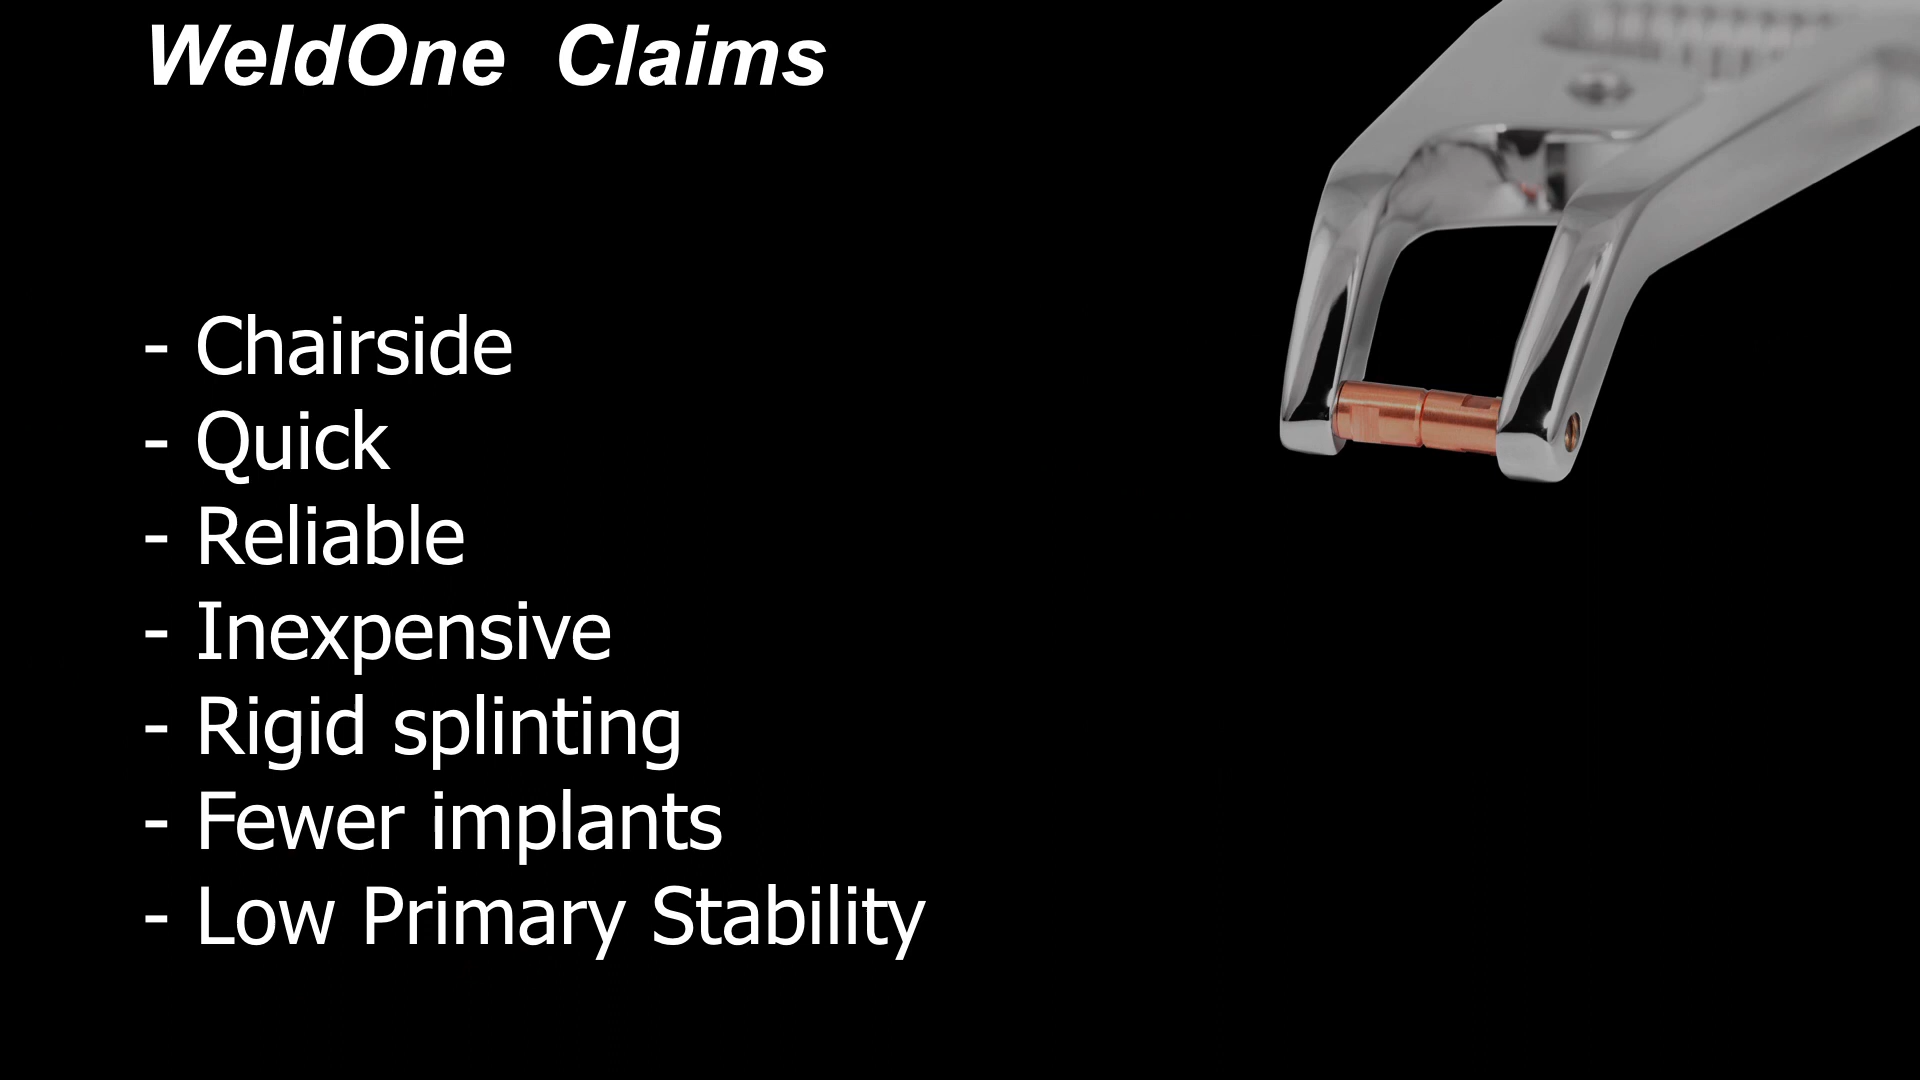 WeldOne Claims
- Chairside
- Quick
- Reliable
- Inexpensive
- Rigid splinting
- Fewer implants
- Low Primary Stability